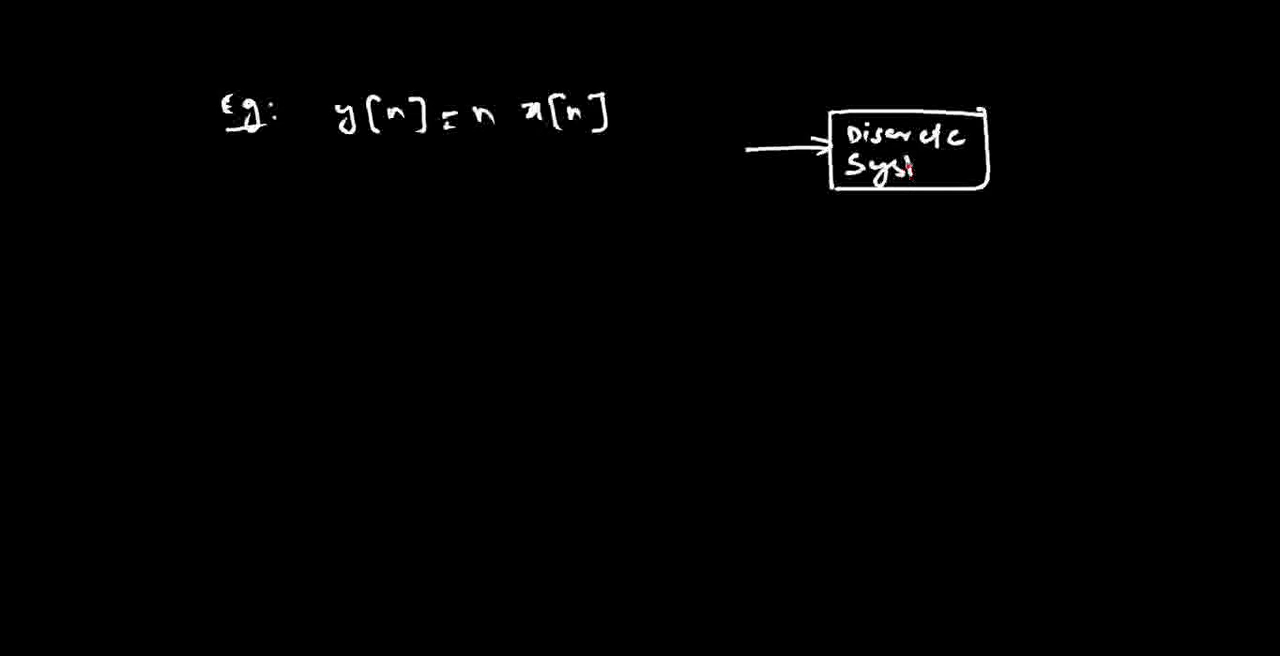 Eg: y[n] = n x[n]
Discrete
Syst